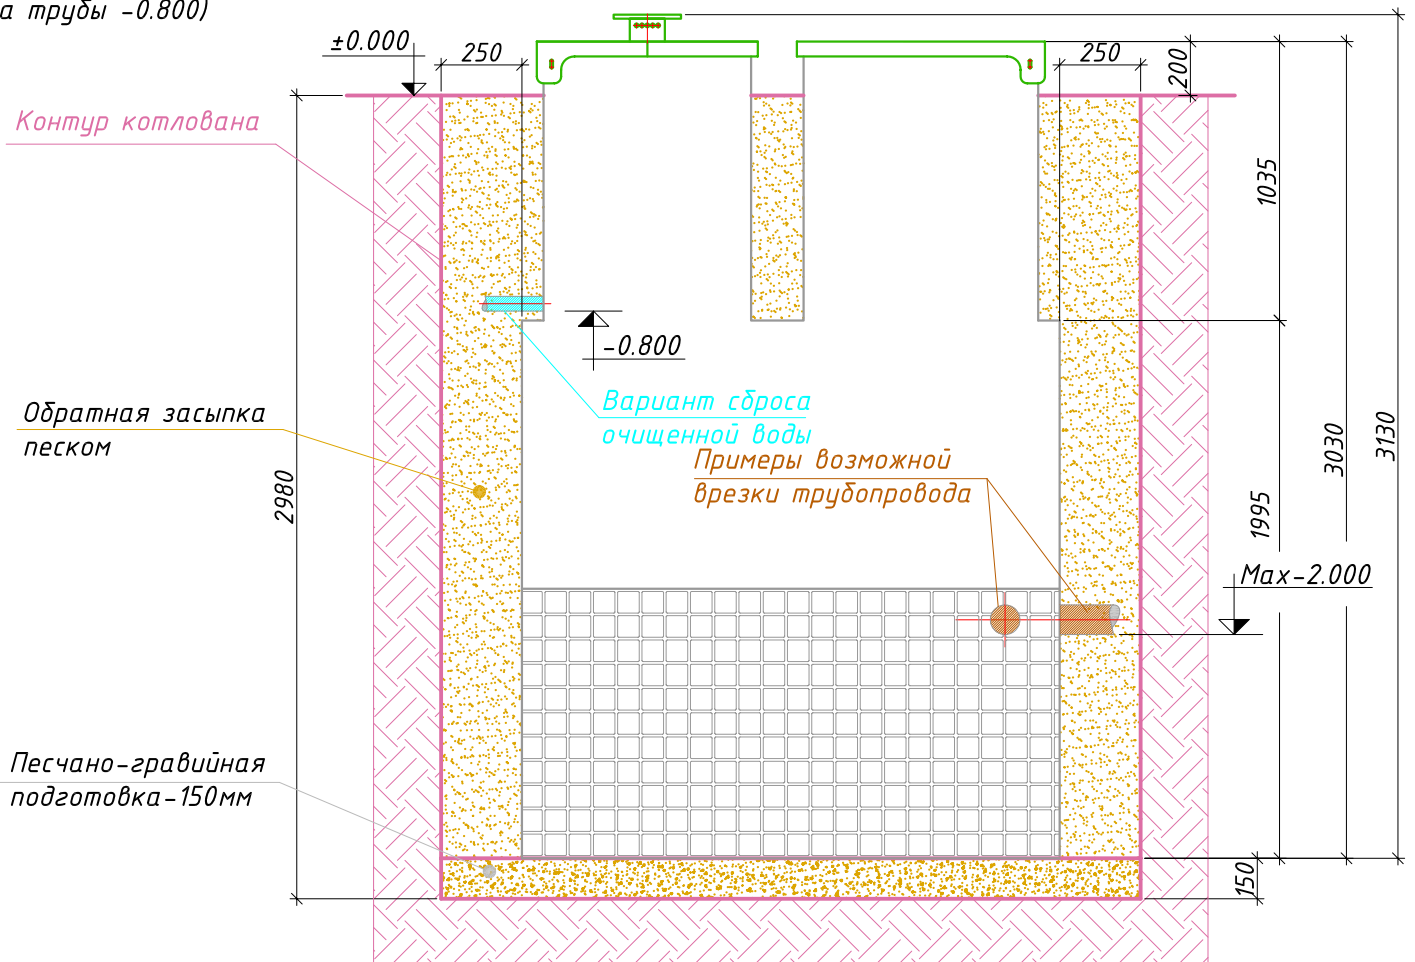 а трубы -0.800)
±0.000
250
250
200
Контур котлована
1035
-0.800
Вариант сброса
очищенной воды
Обратная засыпка
песком
Примеры возможной
врезки трубопровода
2980
3030
3130
1995
Max-2.000
Песчано-гравийная
подготовка-150мм
150